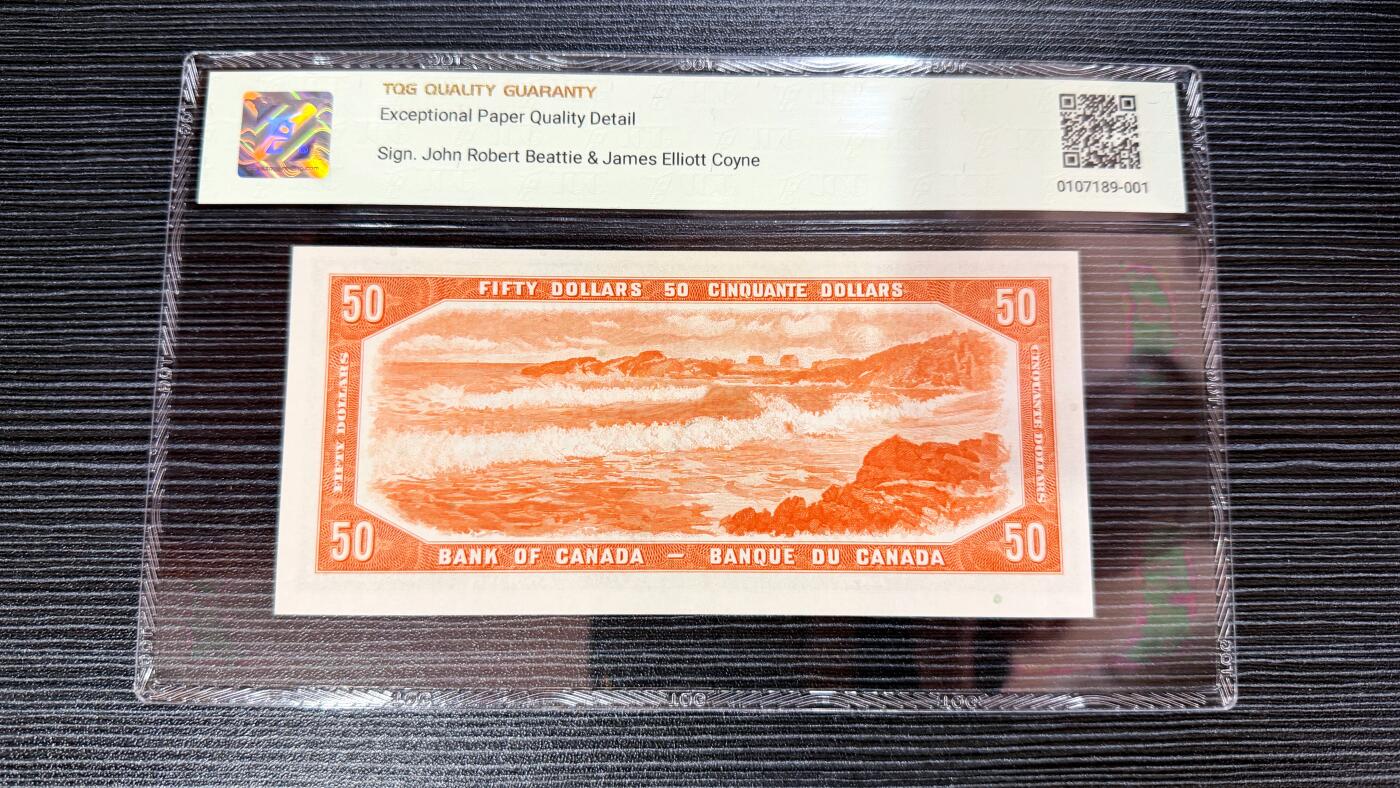 TQG QUALITY GUARANTY
Exceptional Paper Quality Detail
Sign. John Robert Beattie & James Elliott Coyne
0107189-001
FIFTY DOLLARS 50 CINQUANTE DOLLARS
50
50
FIFTY DOLLARS
CINQUANTE DOLLARS
50
50
BANK OF CANADA — BANQUE DU CANADA